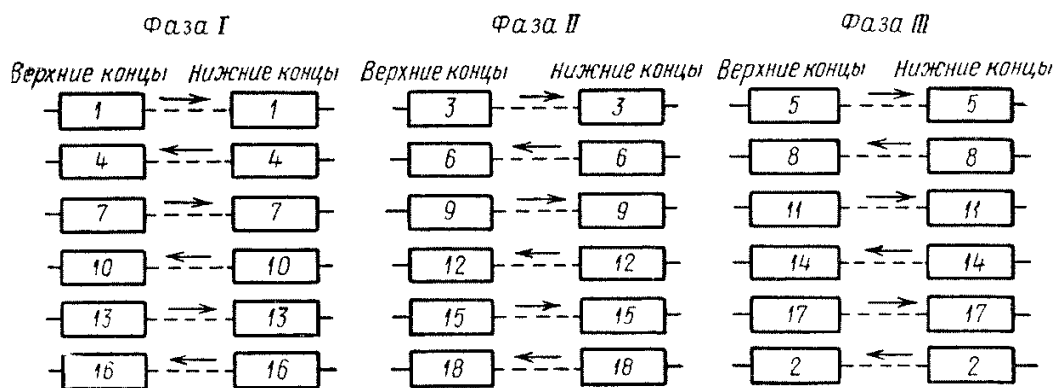 Фаза I Фаза II Фаза III
Верхние концы Нижние концы Верхние концы Нижние концы Верхние концы Нижние концы
1 1 3 3 5 5
4 4 6 6 8 8
7 7 9 9 11 11
10 10 12 12 14 14
13 13 15 15 17 17
16 16 18 18 2 2